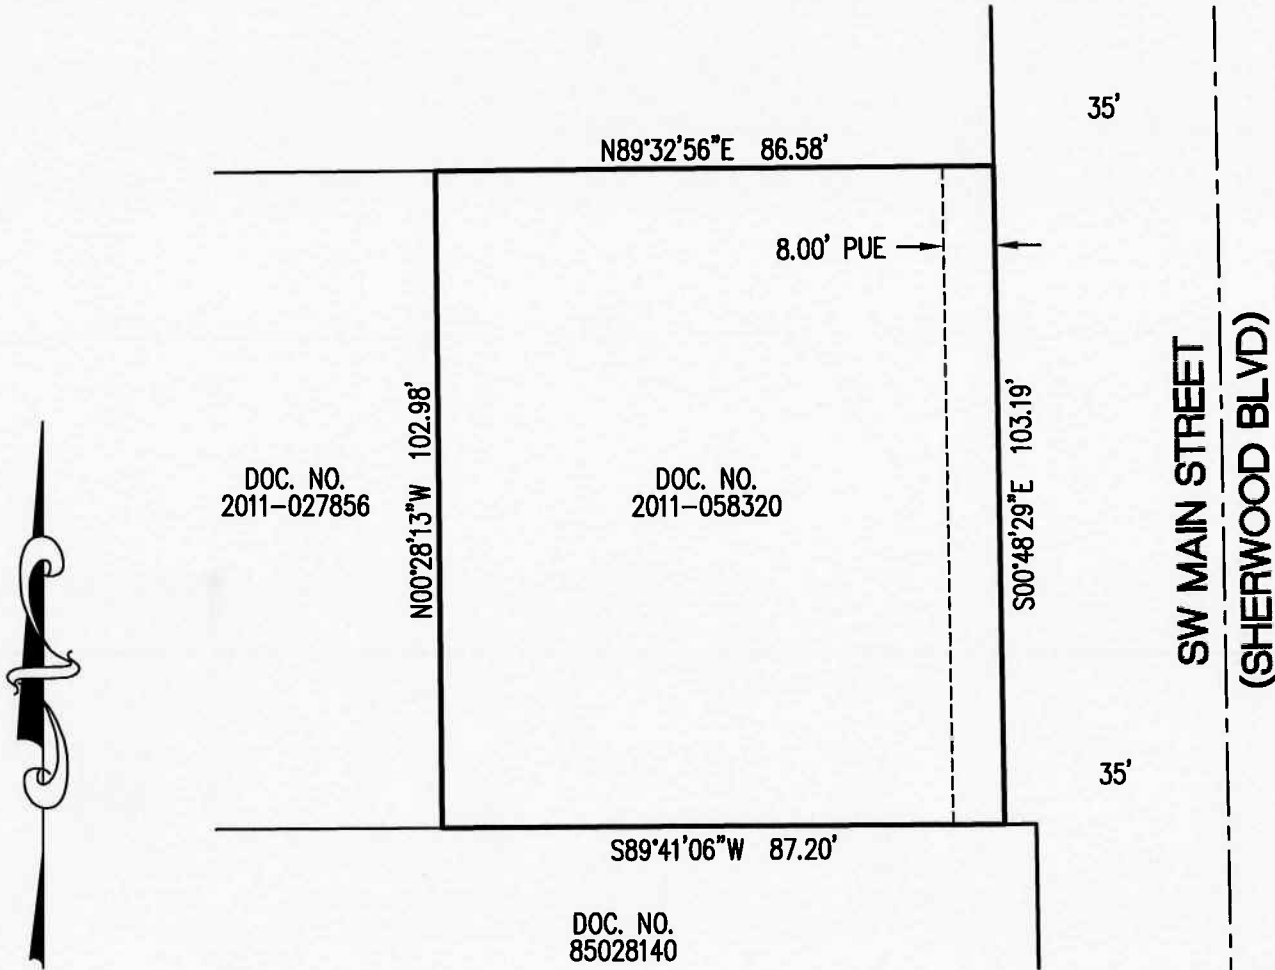 35'
N89°32'56"E 86.58'
8.00' PUE
N00°28'13"W 102.98'
DOC. NO.
2011-027856
DOC. NO.
2011-058320
S00°48'29"E 103.19'
SW MAIN STREET
(SHERWOOD BLVD)
35'
S89°41'06"W 87.20'
DOC. NO.
85028140